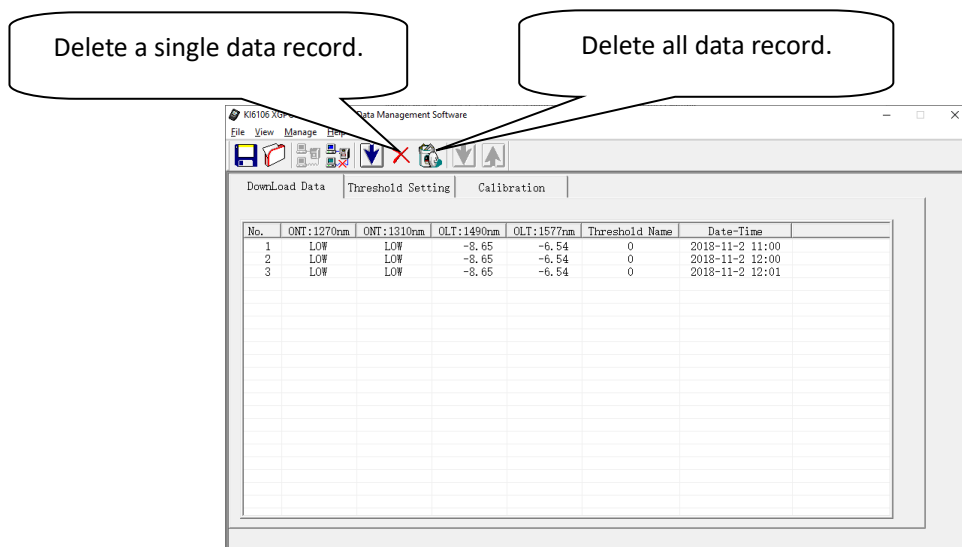 Delete a single data record.
Delete all data record.
KI6106 Data Management Software
File View Manage Help
DownLoad Data Threshold Setting Calibration
No. ONT:1270nm ONT:1310nm OLT:1490nm OLT:1577nm Threshold Name Date-Time
1 LOW LOW -8.65 -6.54 0 2018-11-2 11:00
2 LOW LOW -8.65 -6.54 0 2018-11-2 12:00
3 LOW LOW -8.65 -6.54 0 2018-11-2 12:01